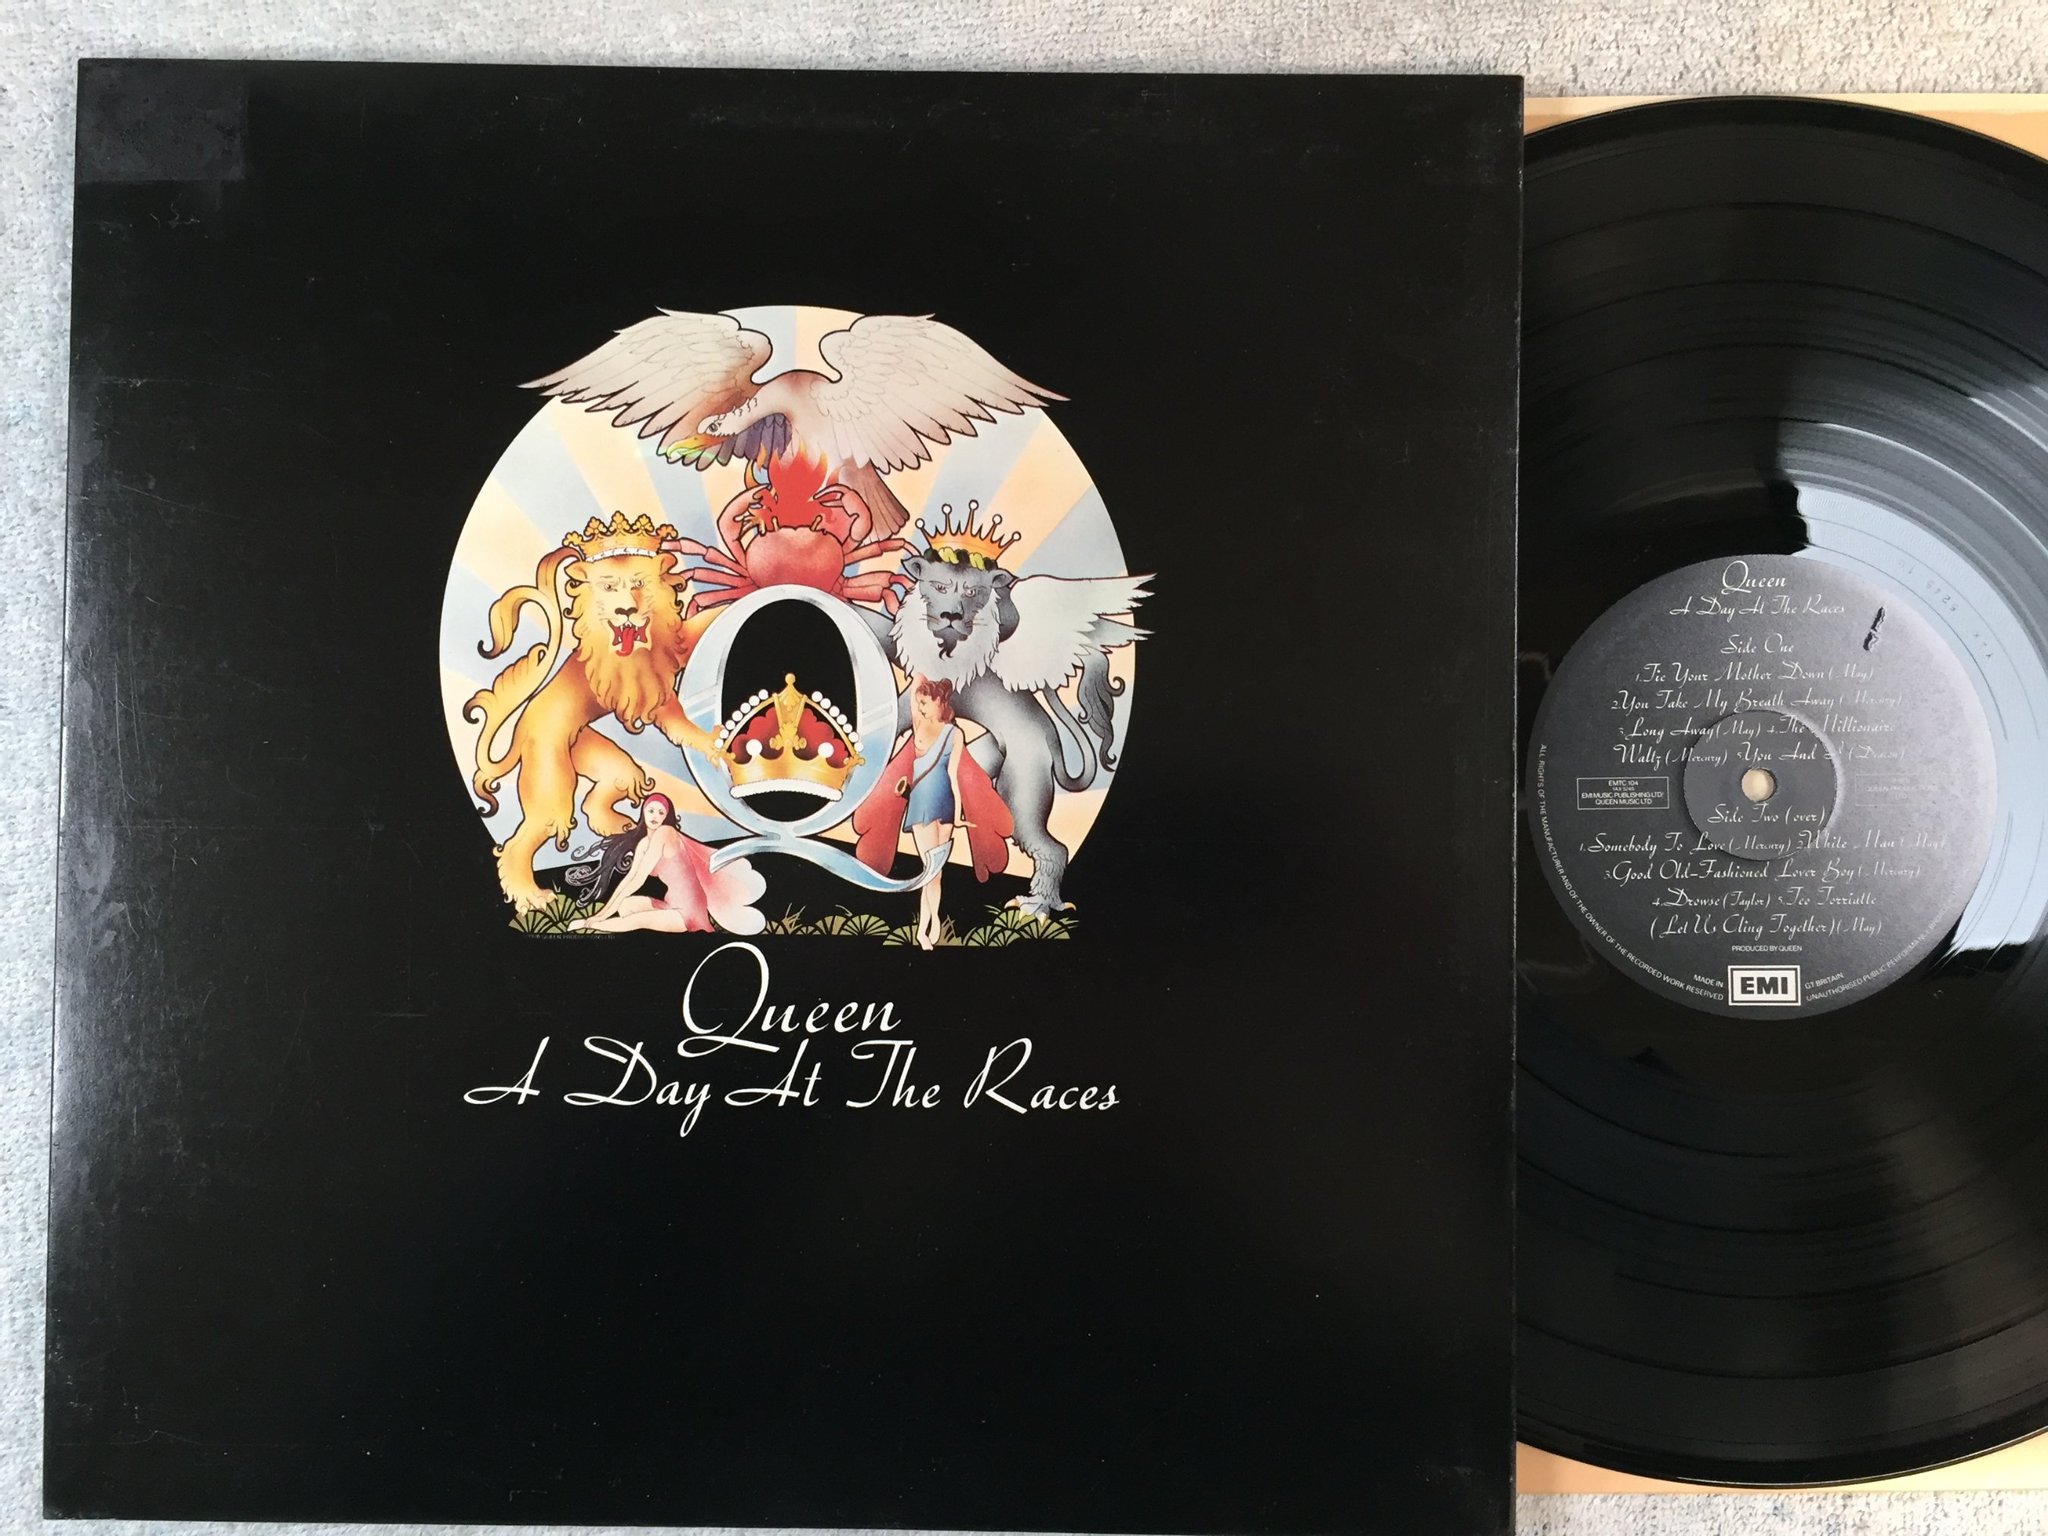 Queen
A Day At The Races
Queen
A Day At The Races
Side One
1.Tie Your Mother Down (May)
2.You Take My Breath Away (Mercury)
3.Long Away (May) 4.The Millionaire
Waltz (Mercury) 5.You And I (Deacon)
EMTC 104
YAX 5245
EMI MUSIC PUBLISHING LTD/
QUEEN MUSIC LTD
QUEEN PRODUCTIONS
Side Two (over)
1.Somebody To Love (Mercury) 2.White Man (May)
3.Good Old-Fashioned Lover Boy (Mercury)
4.Drowse (Taylor) 5.Teo Torriatte
(Let Us Cling Together) (May)
PRODUCED BY QUEEN
MADE IN EMI GT BRITAIN
ALL RIGHTS OF THE MANUFACTURER AND OF THE OWNER OF THE RECORDED WORK RESERVED
UNAUTHORISED PUBLIC PERFORMANCE